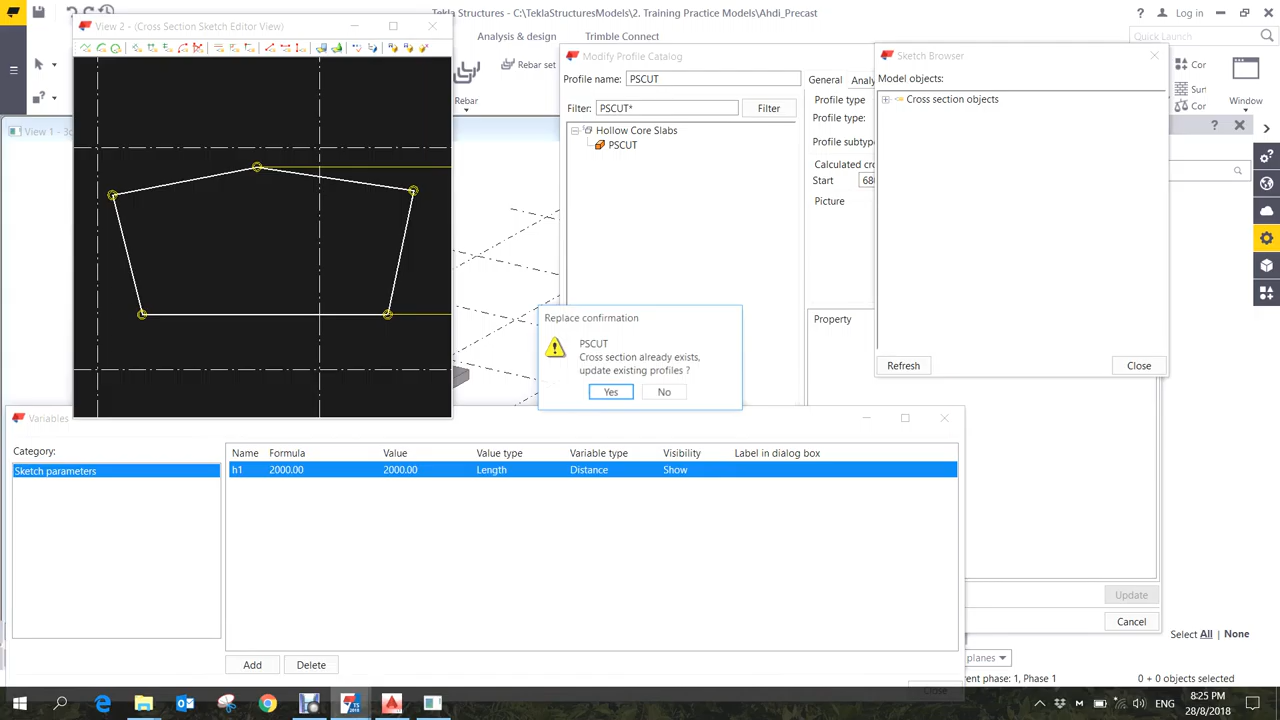 Tekla Structures - C:\TeklaStructuresModels\2. Training Practice Models\Ahdi_Precast
Log in
View 2 - (Cross Section Sketch Editor View)
Analysis & design
Trimble Connect
Quick Launch
Rebar
Rebar set
Window
View 1 - 3d
Modify Profile Catalog
Profile name:
PSCUT
Filter:
PSCUT*
Filter
Hollow Core Slabs
PSCUT
General
Profile type
Profile type:
Profile subtype
Start
Picture
Property
Sketch Browser
Model objects:
Cross section objects
Refresh
Close
Replace confirmation
PSCUT
Cross section already exists,
update existing profiles ?
Yes
No
Variables
Category:
Sketch parameters
Name Formula Value Value type Variable type Visibility Label in dialog box
h1 2000.00 2000.00 Length Distance Show
Add
Delete
Close
Update
Cancel
Select All None
planes
Phase 1
0 + 0 objects selected
ENG
8:25 PM
28/8/2018